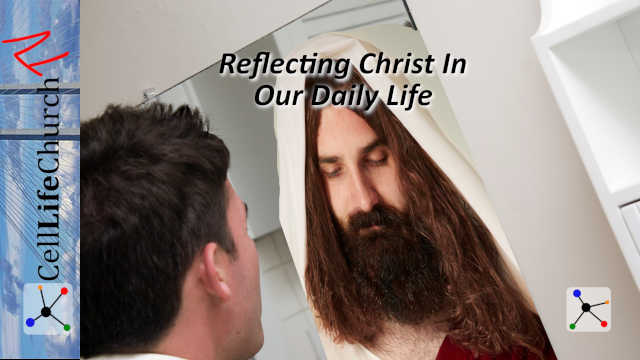 Reflecting Christ In
Our Daily Life
CellLifeChurch